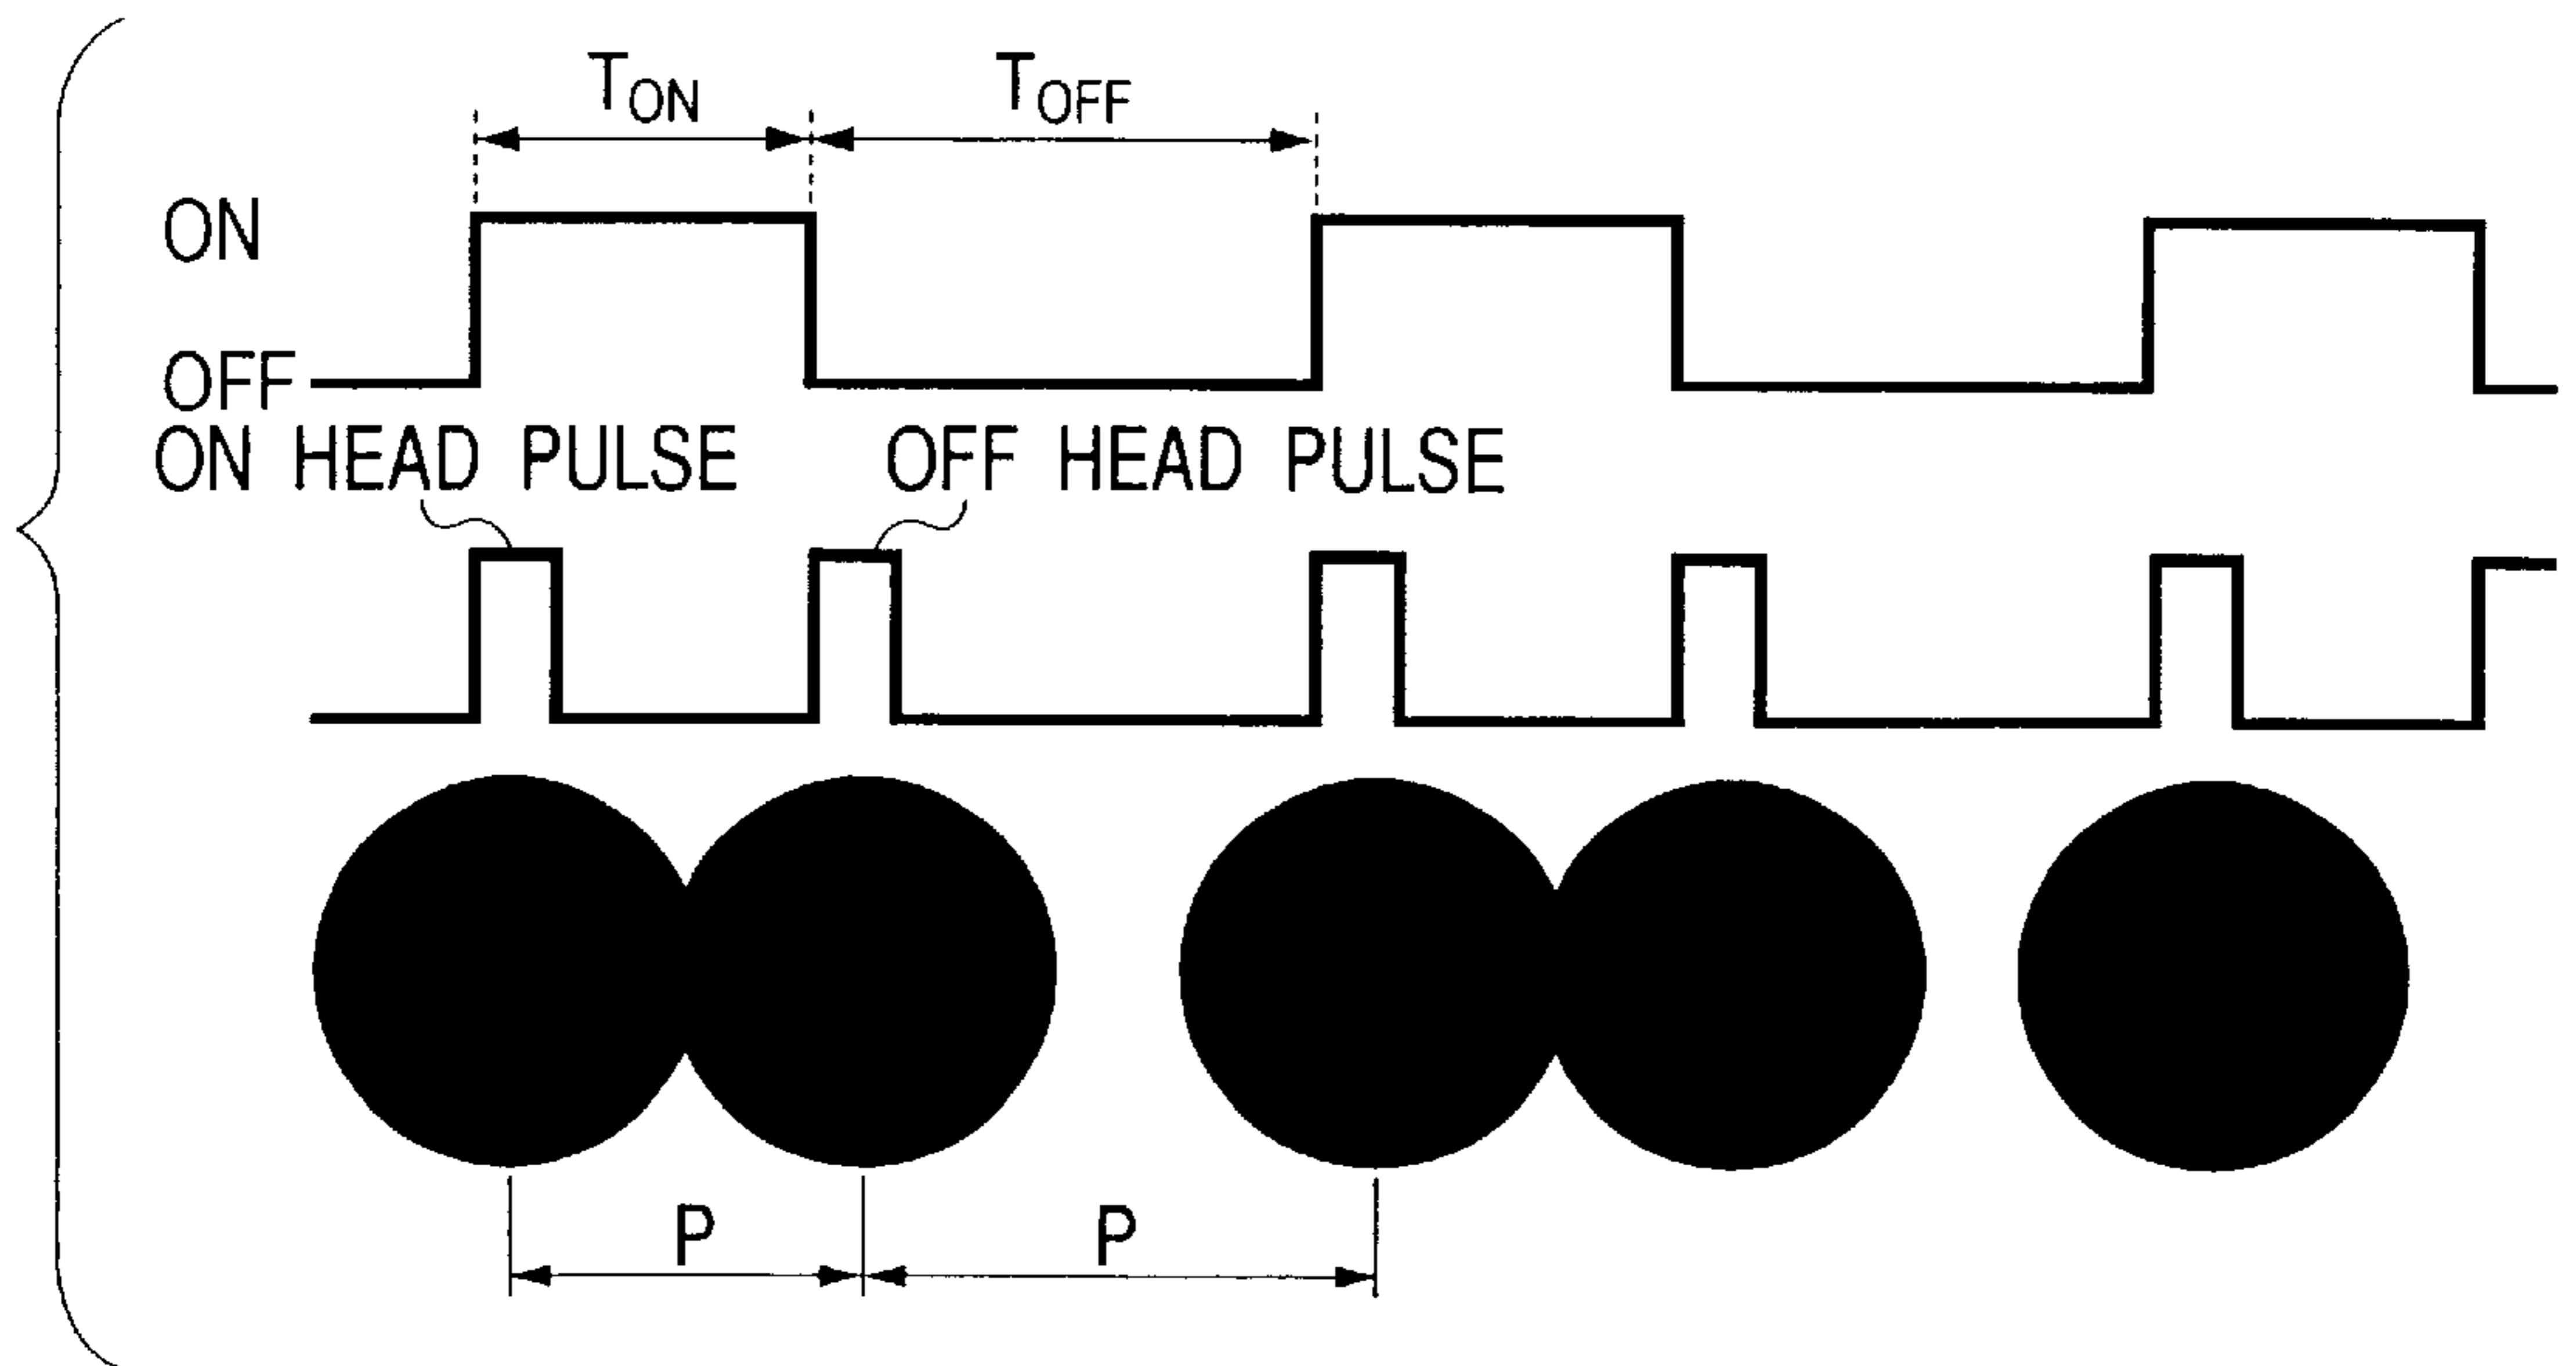 TON TOFF
ON
OFF
ON HEAD PULSE OFF HEAD PULSE
P P